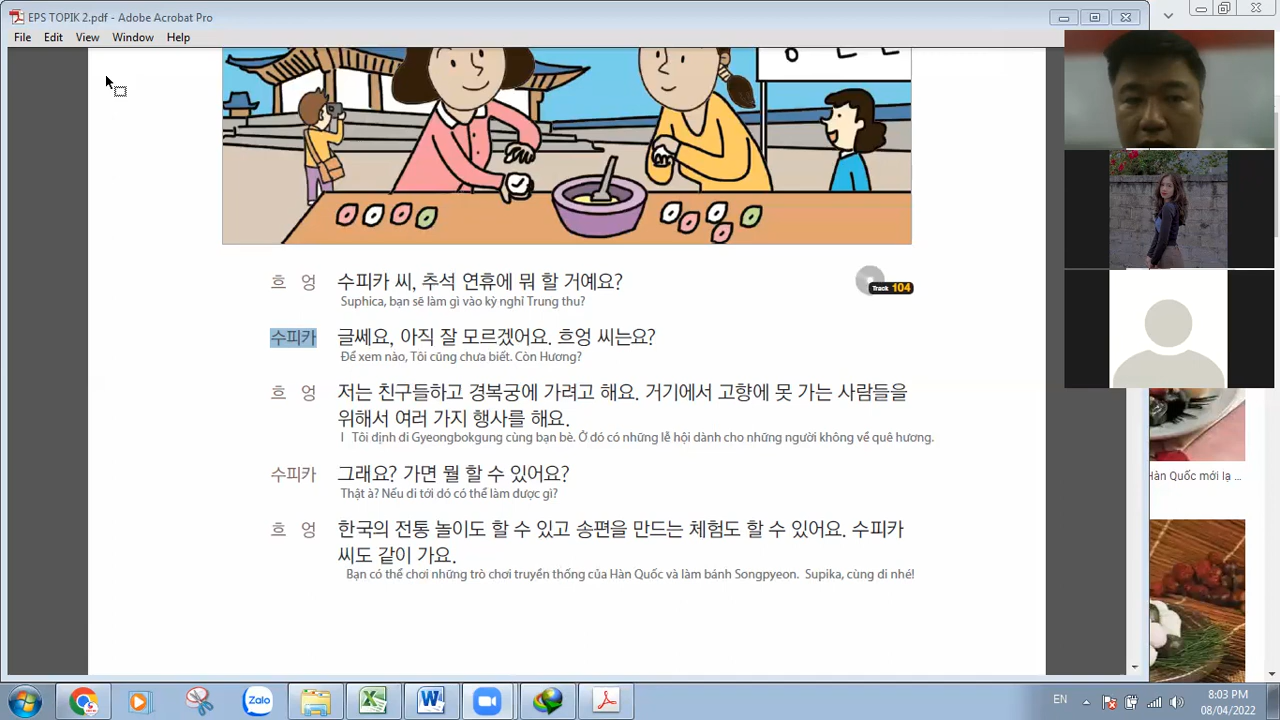 EPS TOPIK 2.pdf - Adobe Acrobat Pro
File Edit View Window Help
흐 엉 수피카 씨, 추석 연휴에 뭐 할 거예요?
Track 104
Suphica, bạn sẽ làm gì vào kỳ nghỉ Trung thu?
수피카 글쎄요, 아직 잘 모르겠어요. 흐엉 씨는요?
Để xem nào, Tôi cũng chưa biết. Còn Hương?
흐 엉 저는 친구들하고 경복궁에 가려고 해요. 거기에서 고향에 못 가는 사람들을
위해서 여러 가지 행사를 해요.
I Tôi dịnh di Gyeongbokgung cùng bạn bè. Ở dó có những lễ hội dành cho những người không về quê hương.
수피카 그래요? 가면 뭘 할 수 있어요?
Thật à? Nếu di tới dó có thể làm dược gì?
흐 엉 한국의 전통 놀이도 할 수 있고 송편을 만드는 체험도 할 수 있어요. 수피카
씨도 같이 가요.
Bạn có thể chơi những trò chơi truyền thống của Hàn Quốc và làm bánh Songpyeon. Supika, cùng di nhé!
Hàn Quốc mới lạ ...
Zalo
EN
8:03 PM
08/04/2022